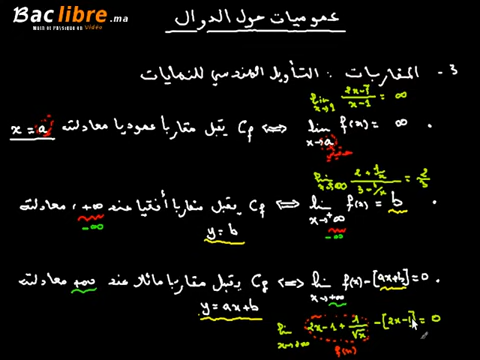 Baclibre.ma
عموميات حول الدوال
3 - المقاربات : التأويل الهندسي للنهايات
lim x→1 (2x-7)/(x-1) = ∞
. lim x→a f(x) = ∞ ⟺ Cf يقبل مقاربا عموديا معادلته x = a
lim x→+∞ (2+1/x)/(3-1/x) = 2/3
. lim x→+∞ f(x) = b ⟺ Cf يقبل مقاربا أفقيا عند +∞ ، معادلته
-∞ -∞
y = b
. lim x→+∞ f(x) - [ax+b] = 0 ⟺ Cf يقبل مقاربا مائلا عند +∞ معادلته
y = ax+b
lim x→+∞ 2x-1+1/√x - [2x-1] = 0
f(x)